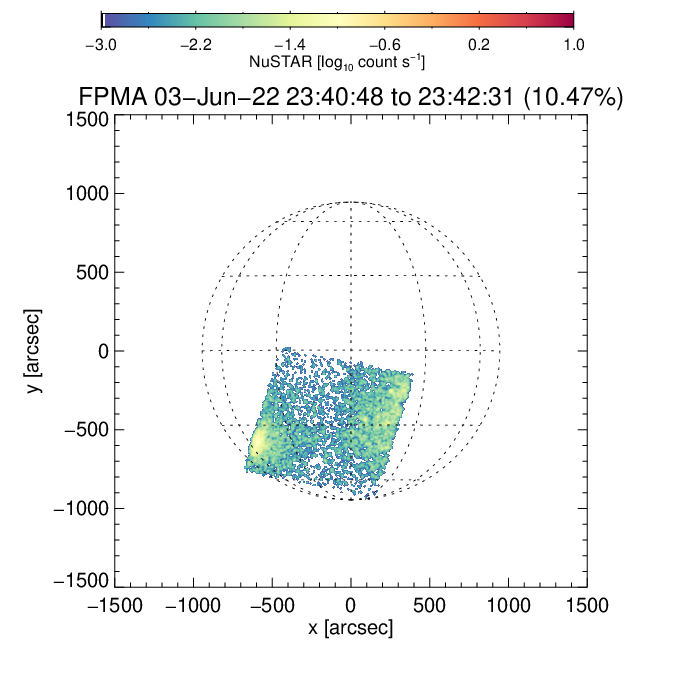 −3.0 −2.2 −1.4 −0.6 0.2 1.0
NuSTAR [log₁₀ count s⁻¹]
FPMA 03−Jun−22 23:40:48 to 23:42:31 (10.47%)
1500
1000
500
0
−500
−1000
−1500
y [arcsec]
−1500 −1000 −500 0 500 1000 1500
x [arcsec]